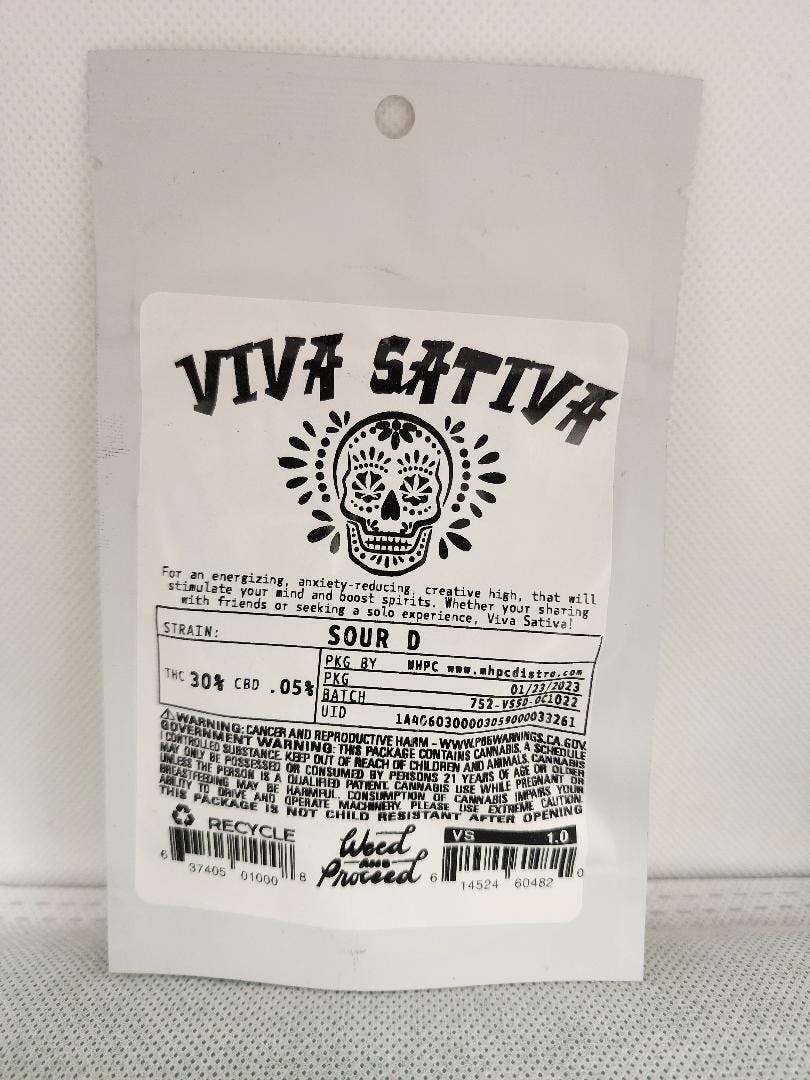 VIVA SATIVA
For an energizing, anxiety-reducing, creative high, that will
stimulate your mind and boost spirits. Whether your sharing
with friends or seeking a solo experience, Viva Sativa!
STRAIN: SOUR D
THC 30% CBD .05%
PKG BY WHPC www.mhpcdistro.com
PKG 01/23/2023
BATCH 752-VSSD-OC1022
UID 1A4060300003059000033261
⚠WARNING: CANCER AND REPRODUCTIVE HARM - WWW.P65WARNINGS.CA.GOV
GOVERNMENT WARNING: THIS PACKAGE CONTAINS CANNABIS, A SCHEDULE
I CONTROLLED SUBSTANCE. KEEP OUT OF REACH OF CHILDREN AND ANIMALS. CANNABIS
MAY ONLY BE POSSESSED OR CONSUMED BY PERSONS 21 YEARS OF AGE OR OLDER
UNLESS THE PERSON IS A QUALIFIED PATIENT. CANNABIS USE WHILE PREGNANT OR
BREASTFEEDING MAY BE HARMFUL. CONSUMPTION OF CANNABIS IMPAIRS YOUR
ABILITY TO DRIVE AND OPERATE MACHINERY. PLEASE USE EXTREME CAUTION.
THIS PACKAGE IS NOT CHILD RESISTANT AFTER OPENING
RECYCLE
6 37405 01000 8
Weed
AND
Proceed
VS 1.0
6 14524 60482 0